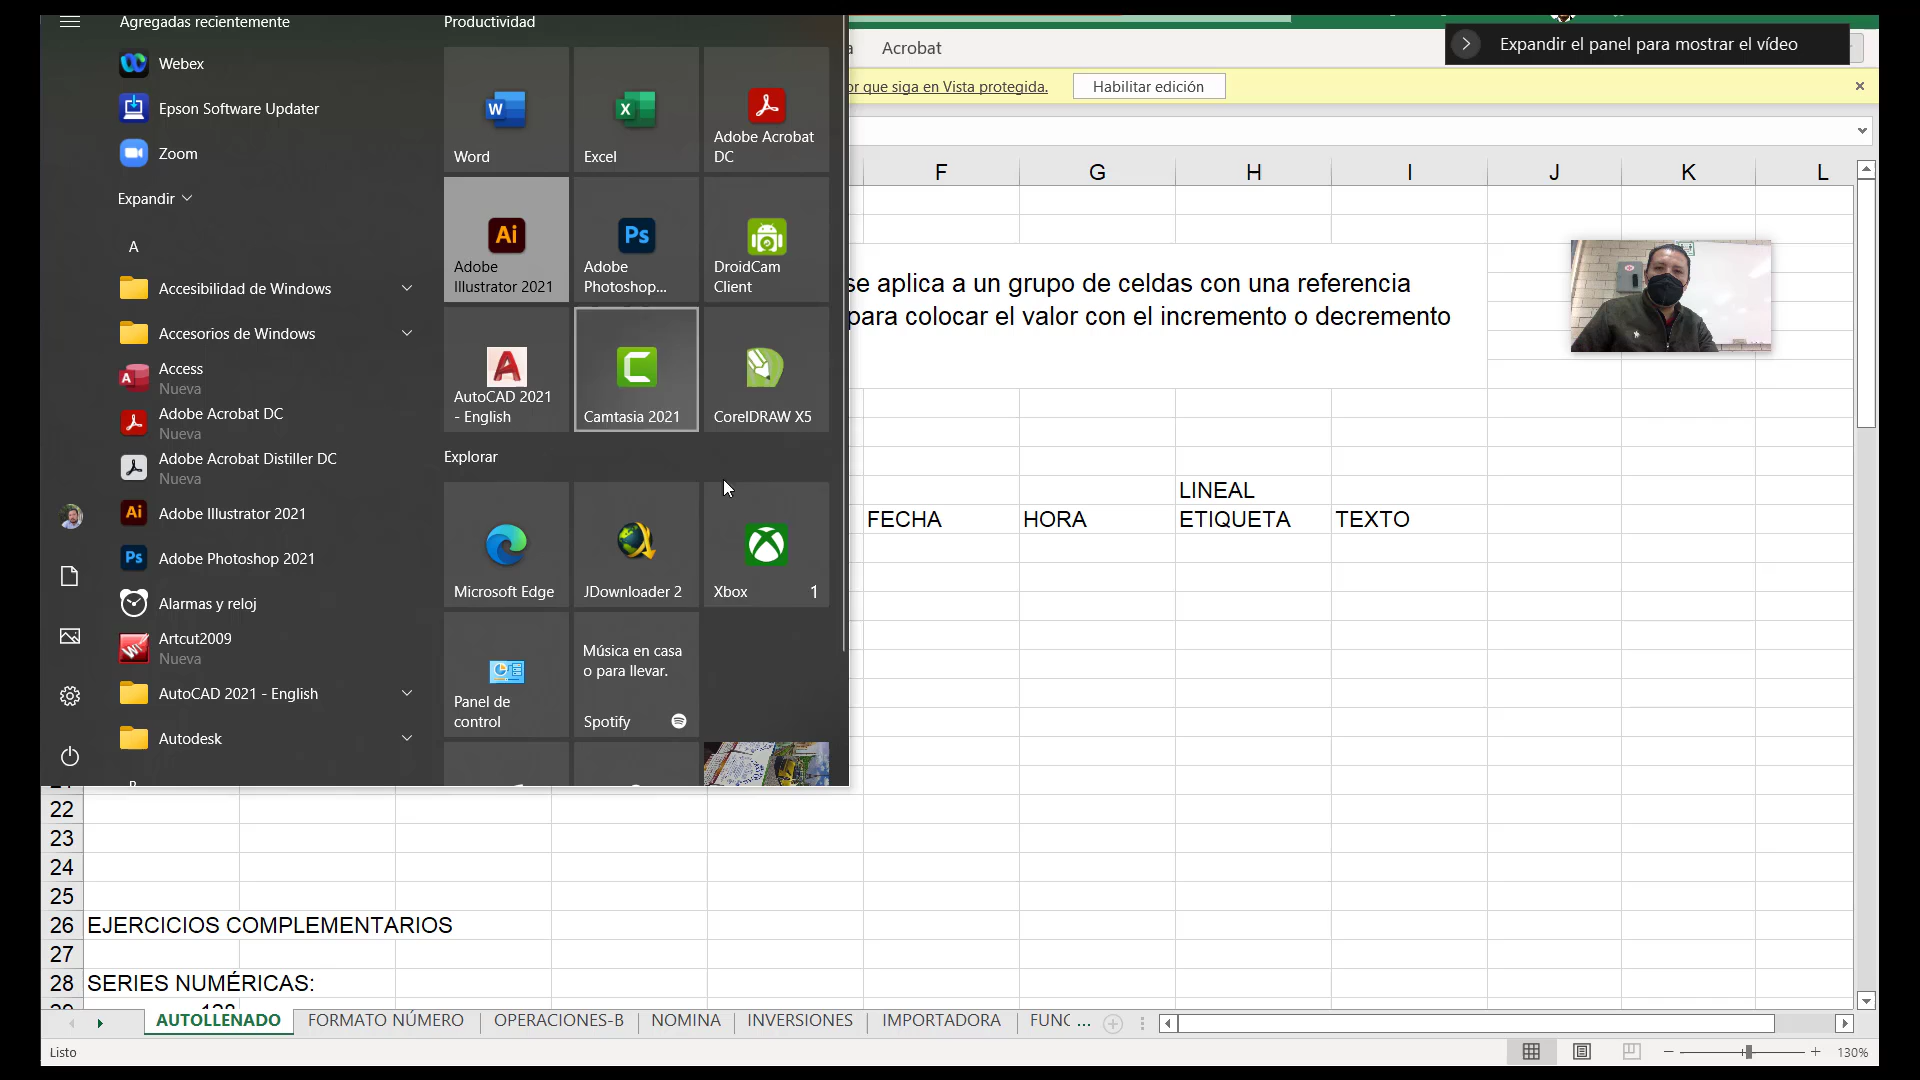 Agregadas recientemente
Webex
Epson Software Updater
Zoom
Expandir
A
Accesibilidad de Windows
Accesorios de Windows
Access
Nueva
Adobe Acrobat DC
Nueva
Adobe Acrobat Distiller DC
Nueva
Adobe Illustrator 2021
Adobe Photoshop 2021
Alarmas y reloj
Artcut2009
Nueva
AutoCAD 2021 - English
Autodesk
Productividad
Word
Excel
Adobe Acrobat
DC
Adobe
Illustrator 2021
Adobe
Photoshop...
DroidCam
Client
AutoCAD 2021
- English
Camtasia 2021
CorelDRAW X5
Explorar
Microsoft Edge
JDownloader 2
Xbox 1
Panel de
control
Música en casa
o para llevar.
Spotify
Acrobat
Expandir el panel para mostrar el vídeo
or que siga en Vista protegida. Habilitar edición
F G H I J K L
se aplica a un grupo de celdas con una referencia
para colocar el valor con el incremento o decremento
LINEAL
FECHA HORA ETIQUETA TEXTO
22
23
24
25
26 EJERCICIOS COMPLEMENTARIOS
27
28 SERIES NUMÉRICAS:
AUTOLLENADO FORMATO NÚMERO OPERACIONES-B NOMINA INVERSIONES IMPORTADORA FUNC ...
Listo 130%